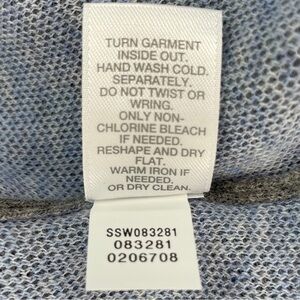 TURN GARMENT
INSIDE OUT.
HAND WASH COLD.
SEPARATELY.
DO NOT TWIST OR
WRING.
ONLY NON-
CHLORINE BLEACH
IF NEEDED.
RESHAPE AND DRY
FLAT.
WARM IRON IF
NEEDED.
OR DRY CLEAN.
SSW083281
083281
0206708